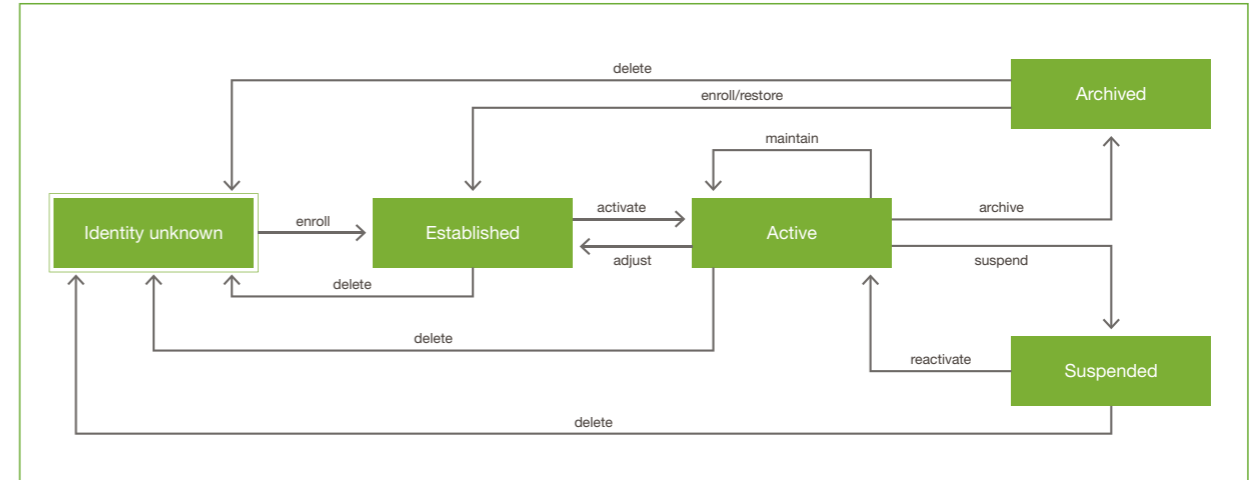 delete
Archived
enroll/restore
maintain
Identity unknown
enroll
Established
activate
adjust
Active
archive
suspend
delete
delete
reactivate
Suspended
delete